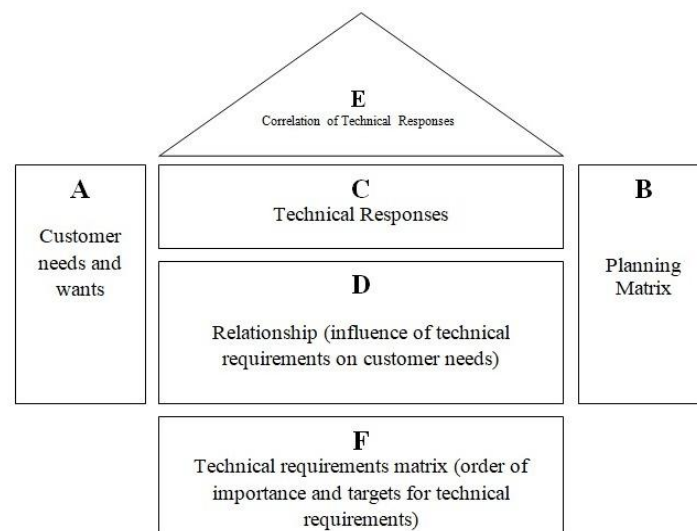 E
Correlation of Technical Responses
A
Customer
needs and
wants
C
Technical Responses
B
Planning
Matrix
D
Relationship (influence of technical
requirements on customer needs)
F
Technical requirements matrix (order of
importance and targets for technical
requirements)